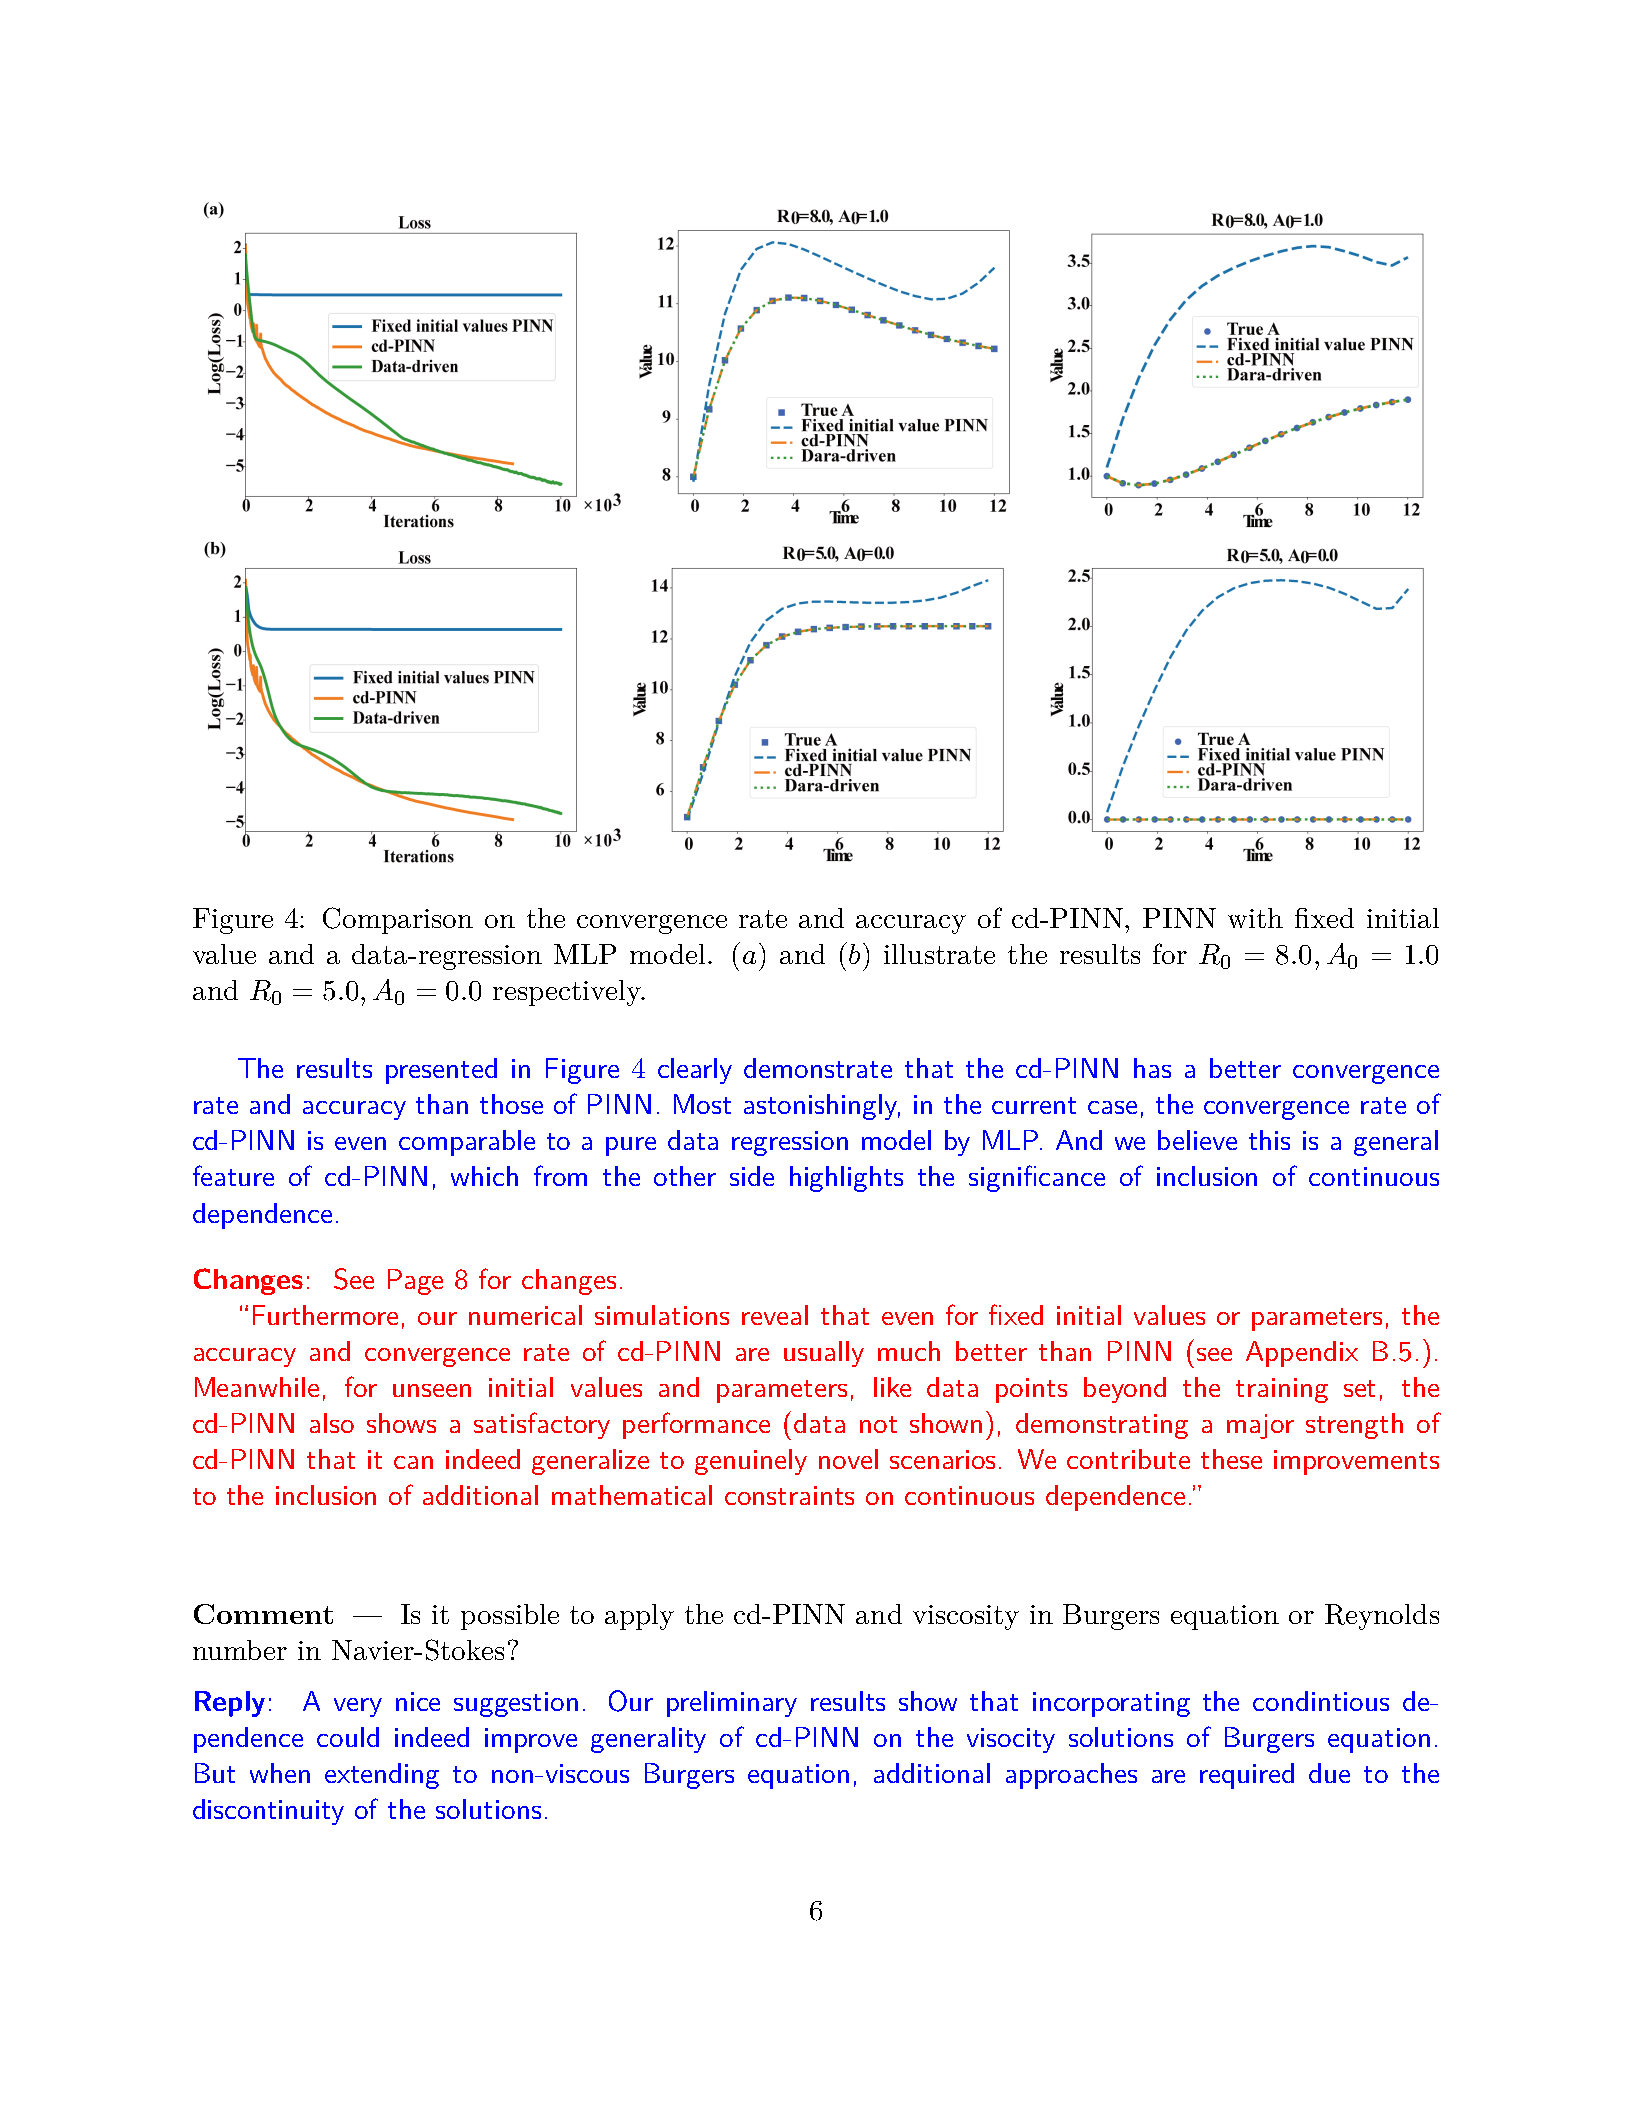 (a)
Loss
2
1
0
−1
−2
−3
−4
−5
Log(Loss)
Fixed initial values PINN
cd-PINN
Data-driven
0 2 4 6 8 10 ×10³
Iterations
R0=8.0, A0=1.0
12
11
10
9
8
Value
True A
Fixed initial value PINN
cd-PINN
Dara-driven
0 2 4 6 8 10 12
Time
R0=8.0, A0=1.0
3.5
3.0
2.5
2.0
1.5
1.0
Value
True A
Fixed initial value PINN
cd-PINN
Dara-driven
0 2 4 6 8 10 12
Time
(b)
Loss
2
1
0
−1
−2
−3
−4
−5
Log(Loss)
Fixed initial values PINN
cd-PINN
Data-driven
0 2 4 6 8 10 ×10³
Iterations
R0=5.0, A0=0.0
14
12
10
8
6
Value
True A
Fixed initial value PINN
cd-PINN
Dara-driven
0 2 4 6 8 10 12
Time
R0=5.0, A0=0.0
2.5
2.0
1.5
1.0
0.5
0.0
Value
True A
Fixed initial value PINN
cd-PINN
Dara-driven
0 2 4 6 8 10 12
Time
Figure 4: Comparison on the convergence rate and accuracy of cd-PINN, PINN with fixed initial
value and a data-regression MLP model. (a) and (b) illustrate the results for R₀ = 8.0, A₀ = 1.0
and R₀ = 5.0, A₀ = 0.0 respectively.
The results presented in Figure 4 clearly demonstrate that the cd-PINN has a better convergence
rate and accuracy than those of PINN. Most astonishingly, in the current case, the convergence rate of
cd-PINN is even comparable to a pure data regression model by MLP. And we believe this is a general
feature of cd-PINN, which from the other side highlights the significance of inclusion of continuous
dependence.
Changes: See Page 8 for changes.
“Furthermore, our numerical simulations reveal that even for fixed initial values or parameters, the
accuracy and convergence rate of cd-PINN are usually much better than PINN (see Appendix B.5.).
Meanwhile, for unseen initial values and parameters, like data points beyond the training set, the
cd-PINN also shows a satisfactory performance (data not shown), demonstrating a major strength of
cd-PINN that it can indeed generalize to genuinely novel scenarios. We contribute these improvements
to the inclusion of additional mathematical constraints on continuous dependence.”
Comment — Is it possible to apply the cd-PINN and viscosity in Burgers equation or Reynolds
number in Navier-Stokes?
Reply: A very nice suggestion. Our preliminary results show that incorporating the condintious de-
pendence could indeed improve generality of cd-PINN on the visocity solutions of Burgers equation.
But when extending to non-viscous Burgers equation, additional approaches are required due to the
discontinuity of the solutions.
6